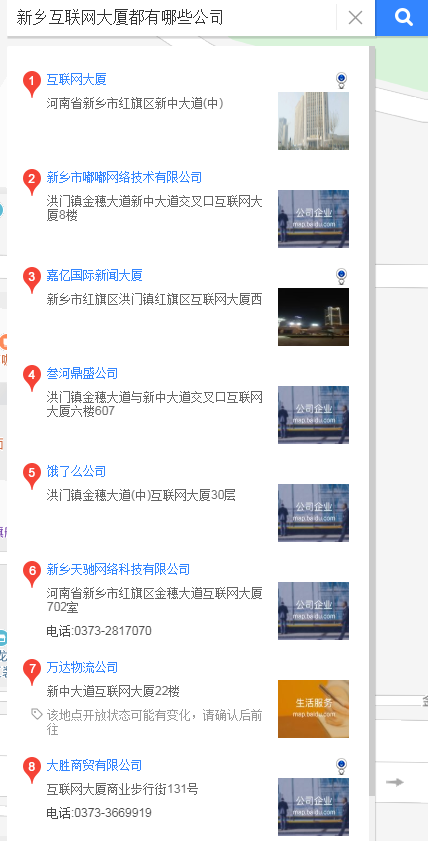 新乡互联网大厦都有哪些公司
1 互联网大厦
河南省新乡市红旗区新中大道(中)
2 新乡市嘟嘟网络技术有限公司
洪门镇金穗大道新中大道交叉口互联网大
厦8楼
公司企业
map.baidu.com
3 嘉亿国际新闻大厦
新乡市红旗区洪门镇红旗区互联网大厦西
4 叁河鼎盛公司
洪门镇金穗大道与新中大道交叉口互联网
大厦六楼607
公司企业
map.baidu.com
5 饿了么公司
洪门镇金穗大道(中)互联网大厦30层
公司企业
map.baidu.com
6 新乡天驰网络科技有限公司
河南省新乡市红旗区金穗大道互联网大厦
702室
电话:0373-2817070
公司企业
map.baidu.com
7 万达物流公司
新中大道互联网大厦22楼
该地点开放状态可能有变化，请确认后前
往
生活服务
map.baidu.com
8 大胜商贸有限公司
互联网大厦商业步行街131号
电话:0373-3669919
公司企业
map.baidu.com